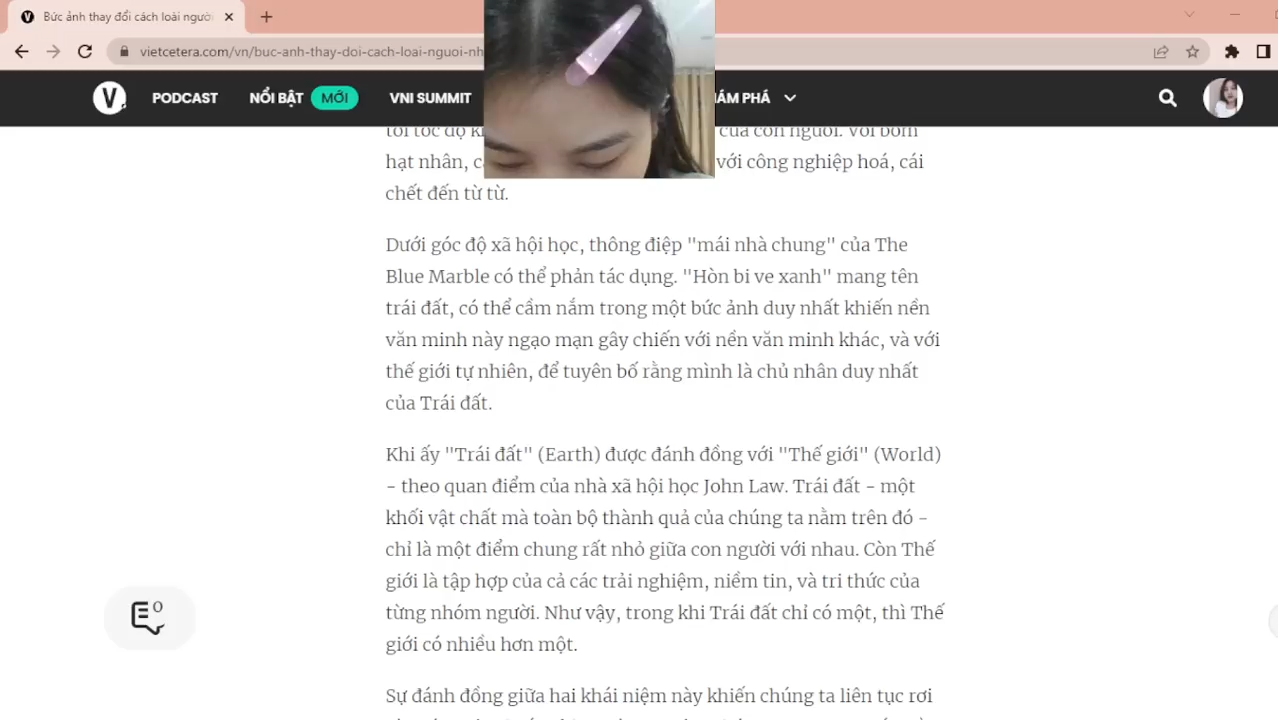 Bức ảnh thay đổi cách loài người
vietcetera.com/vn/buc-anh-thay-doi-cach-loai-nguoi-nh
V. PODCAST NỔI BẬT MỚI VNI SUMMIT ÁM PHÁ
tới tốc độ của con người. Với bom
hạt nhân, với công nghiệp hoá, cái
chết đến từ từ.
Dưới góc độ xã hội học, thông điệp "mái nhà chung" của The
Blue Marble có thể phản tác dụng. "Hòn bi ve xanh" mang tên
trái đất, có thể cầm nắm trong một bức ảnh duy nhất khiến nền
văn minh này ngạo mạn gây chiến với nền văn minh khác, và với
thế giới tự nhiên, để tuyên bố rằng mình là chủ nhân duy nhất
của Trái đất.
Khi ấy "Trái đất" (Earth) được đánh đồng với "Thế giới" (World)
- theo quan điểm của nhà xã hội học John Law. Trái đất - một
khối vật chất mà toàn bộ thành quả của chúng ta nằm trên đó -
chỉ là một điểm chung rất nhỏ giữa con người với nhau. Còn Thế
giới là tập hợp của cả các trải nghiệm, niềm tin, và tri thức của
từng nhóm người. Như vậy, trong khi Trái đất chỉ có một, thì Thế
giới có nhiều hơn một.
0
Sự đánh đồng giữa hai khái niệm này khiến chúng ta liên tục rơi